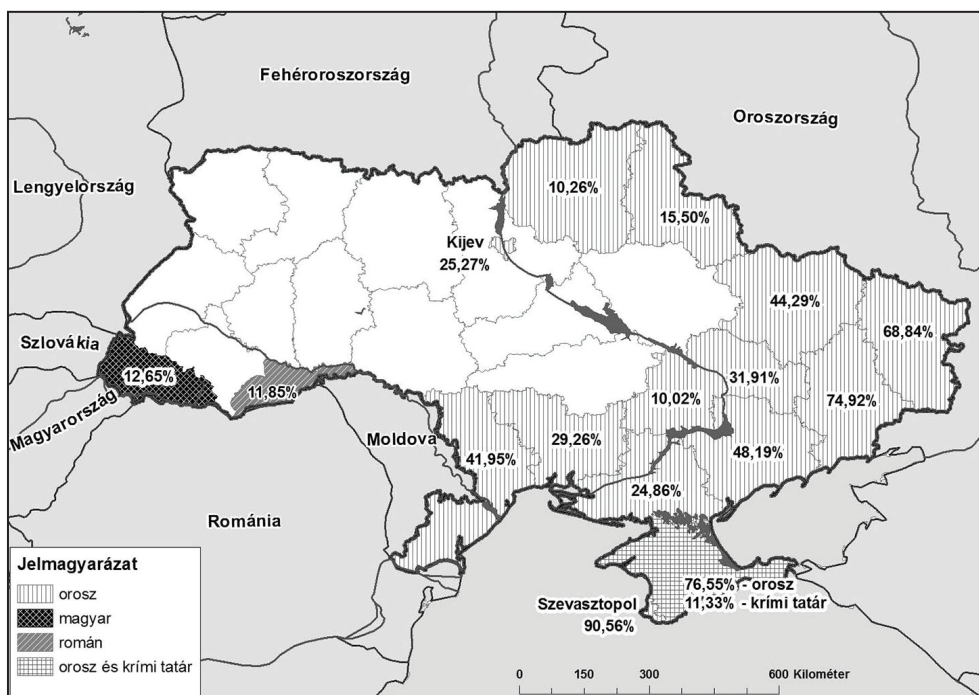 Fehéroroszország
Oroszország
Lengyelország
10,26%
15,50%
Kijev
25,27%
44,29%
68,84%
Szlovákia
12,65%
11,85%
31,91%
10,02%
74,92%
Magyarország
Moldova
41,95%
29,26%
48,19%
24,86%
Románia
Jelmagyarázat
orosz
magyar
román
orosz és krími tatár
76,55% - orosz
11,33% - krími tatár
Szevasztopol
90,56%
0 150 300 600 Kilométer